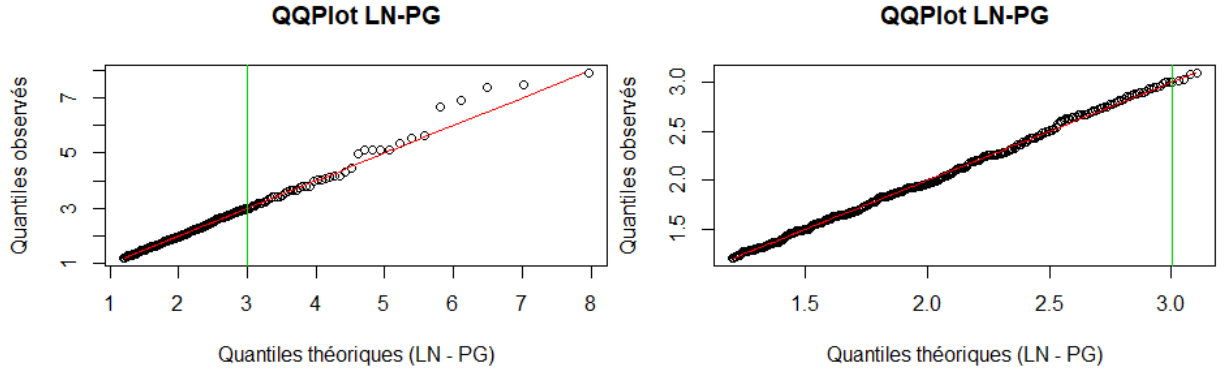 QQPlot LN-PG
Quantiles observés
7
5
3
1
1 2 3 4 5 6 7 8
Quantiles théoriques (LN - PG)
QQPlot LN-PG
Quantiles observés
3.0
2.5
2.0
1.5
1.5 2.0 2.5 3.0
Quantiles théoriques (LN - PG)